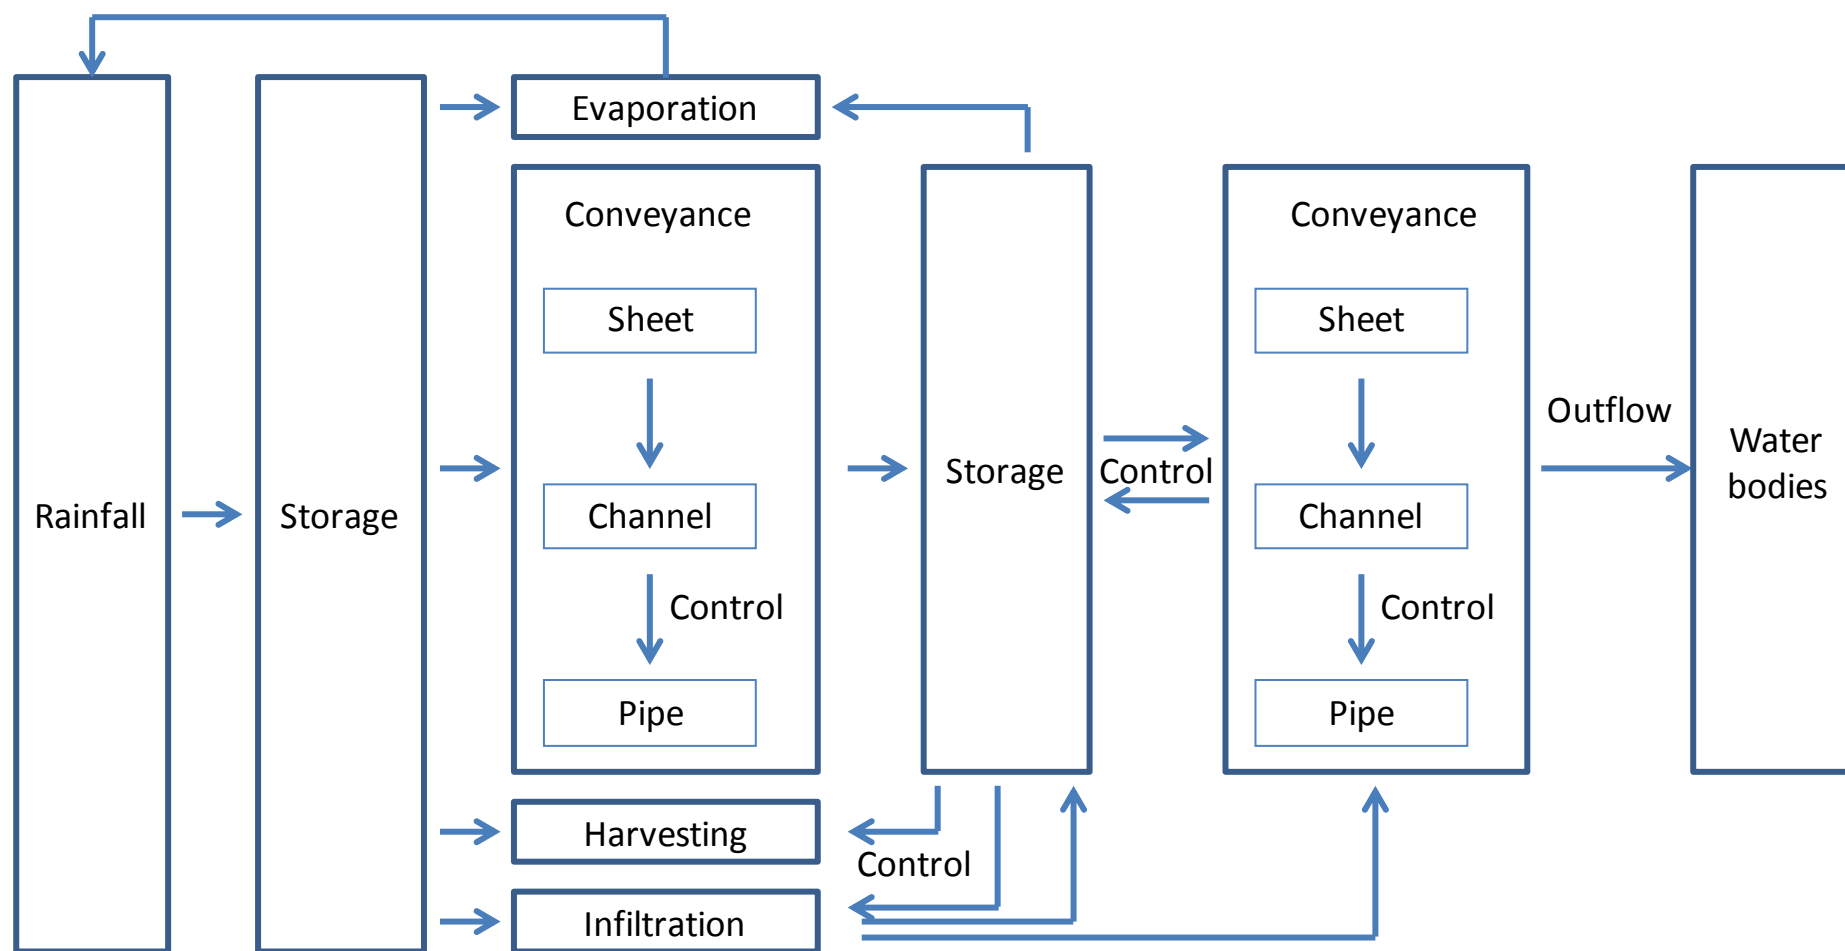 Evaporation
Conveyance
Conveyance
Sheet
Sheet
Outflow
Water
bodies
Rainfall
Storage
Channel
Storage
Control
Channel
Control
Control
Pipe
Pipe
Harvesting
Control
Infiltration